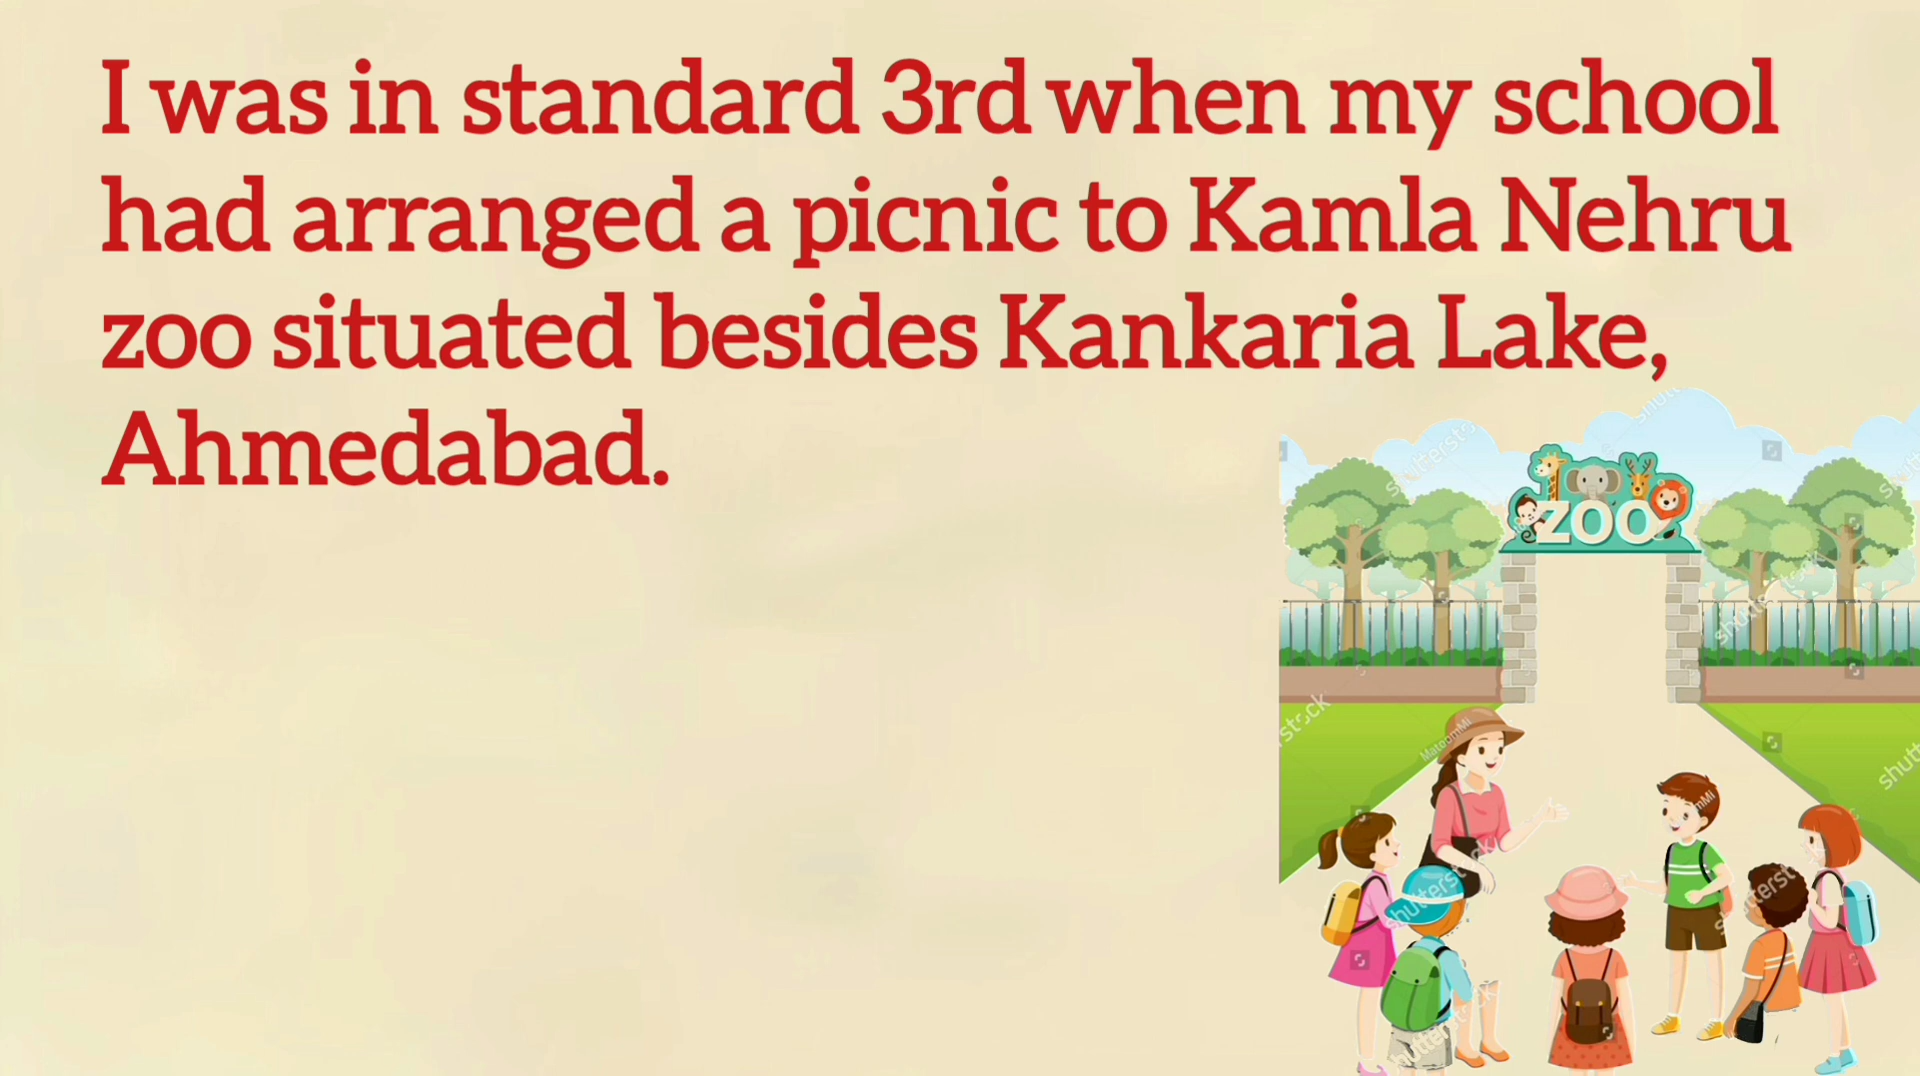 I was in standard 3rd when my school
had arranged a picnic to Kamla Nehru
zoo situated besides Kankaria Lake,
Ahmedabad.
ZOO